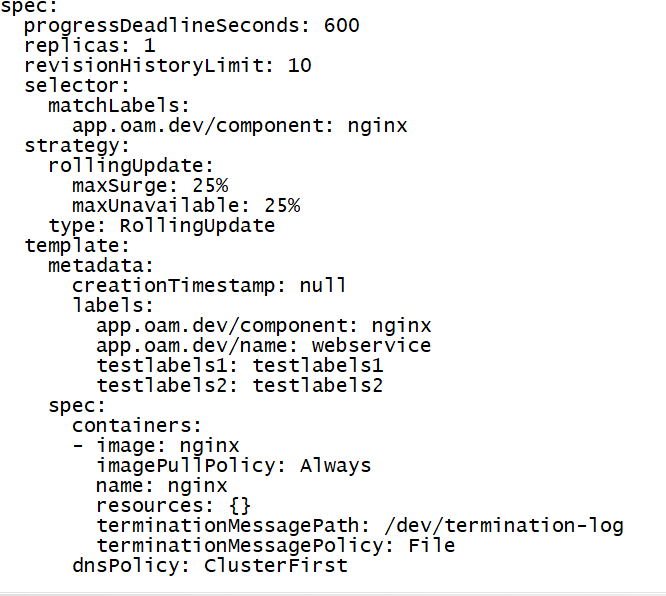 spec:
  progressDeadlineSeconds: 600
  replicas: 1
  revisionHistoryLimit: 10
  selector:
    matchLabels:
      app.oam.dev/component: nginx
  strategy:
    rollingUpdate:
      maxSurge: 25%
      maxUnavailable: 25%
    type: RollingUpdate
  template:
    metadata:
      creationTimestamp: null
      labels:
        app.oam.dev/component: nginx
        app.oam.dev/name: webservice
        testlabels1: testlabels1
        testlabels2: testlabels2
    spec:
      containers:
      - image: nginx
        imagePullPolicy: Always
        name: nginx
        resources: {}
        terminationMessagePath: /dev/termination-log
        terminationMessagePolicy: File
      dnsPolicy: ClusterFirst